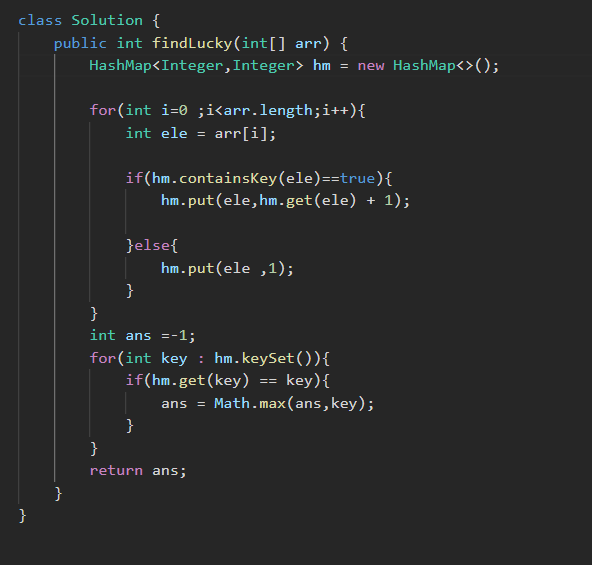 class Solution {
    public int findLucky(int[] arr) {
        HashMap<Integer,Integer> hm = new HashMap<>();

        for(int i=0 ;i<arr.length;i++){
            int ele = arr[i];

            if(hm.containsKey(ele)==true){
                hm.put(ele,hm.get(ele) + 1);

            }else{
                hm.put(ele ,1);
            }
        }
        int ans =-1;
        for(int key : hm.keySet()){
            if(hm.get(key) == key){
                ans = Math.max(ans,key);
            }
        }
        return ans;
    }
}